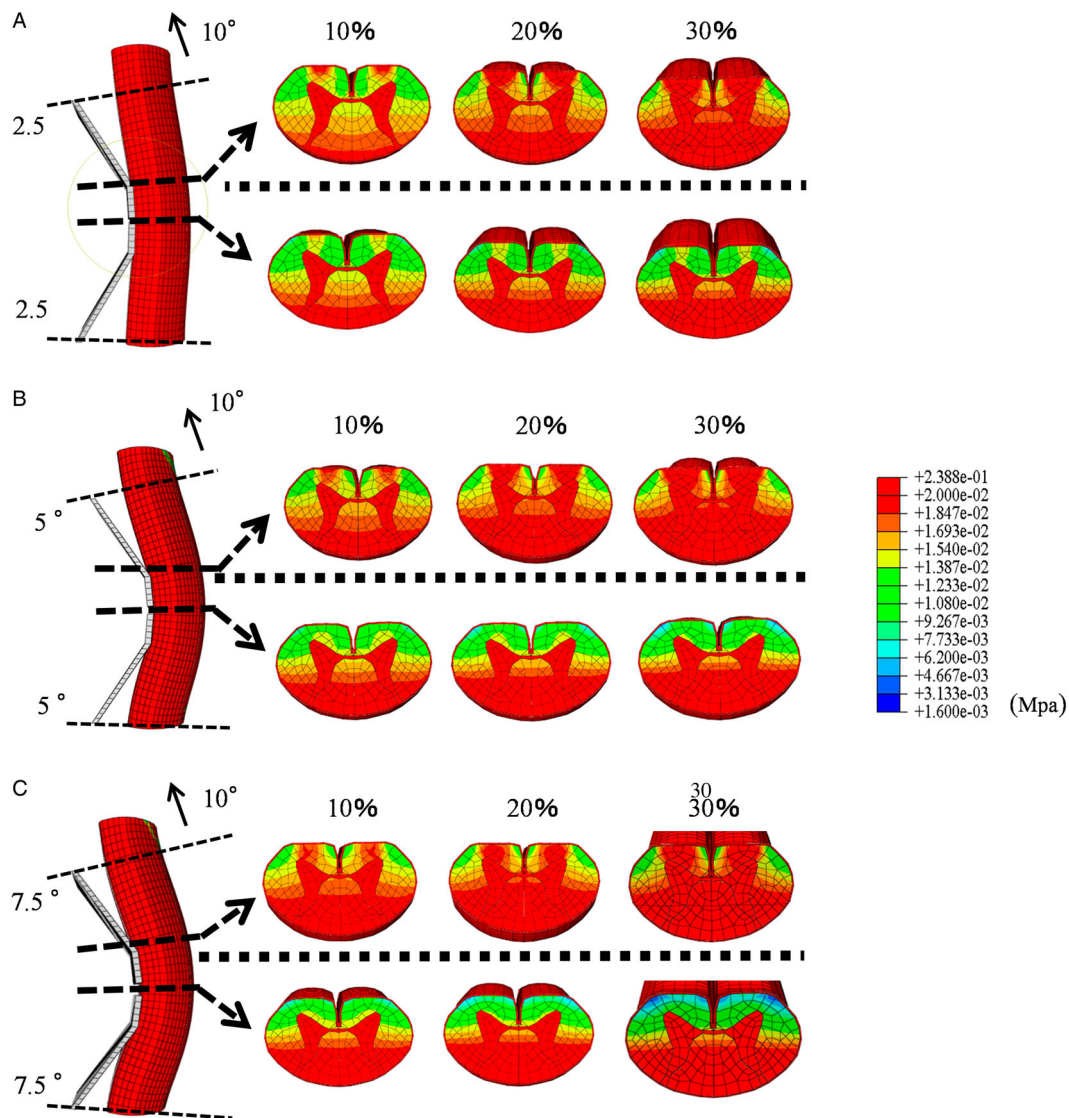 A
10°
10%
20%
30%
2.5
2.5
B
10°
10%
20%
30%
5 °
5 °
+2.388e-01
+2.000e-02
+1.847e-02
+1.693e-02
+1.540e-02
+1.387e-02
+1.233e-02
+1.080e-02
+9.267e-03
+7.733e-03
+6.200e-03
+4.667e-03
+3.133e-03
+1.600e-03
(Mpa)
C
10°
10%
20%
30
30%
7.5 °
7.5 °